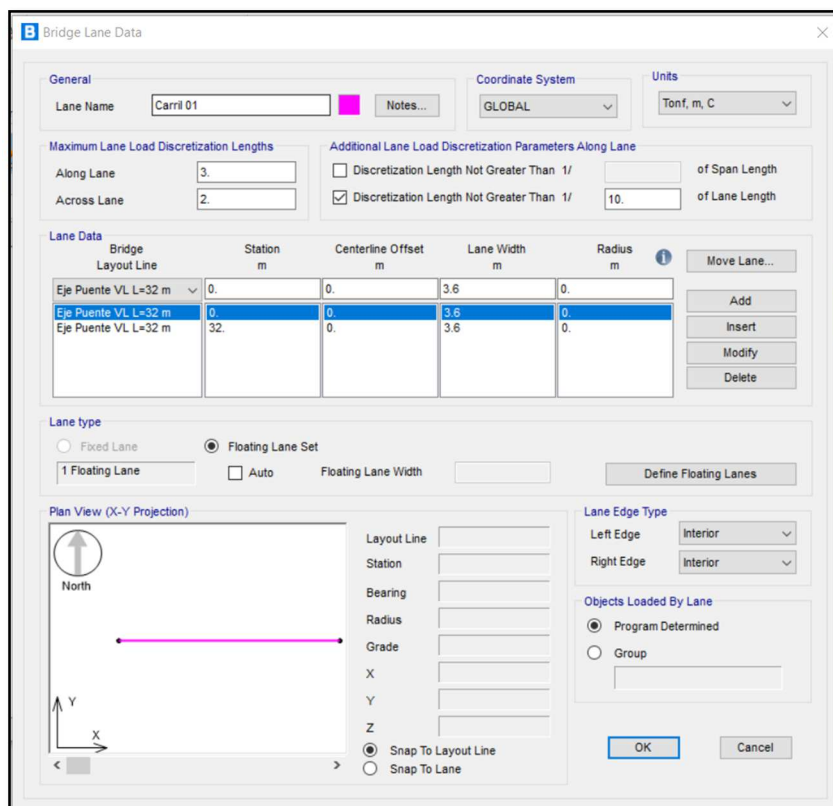 B Bridge Lane Data
General
Coordinate System
Units
Lane Name Carril 01 Notes...
GLOBAL
Tonf, m, C
Maximum Lane Load Discretization Lengths
Additional Lane Load Discretization Parameters Along Lane
Along Lane 3.
Discretization Length Not Greater Than 1/ of Span Length
Across Lane 2.
Discretization Length Not Greater Than 1/ 10. of Lane Length
Lane Data
Bridge Station Centerline Offset Lane Width Radius
Layout Line m m m m
Move Lane...
Eje Puente VL L=32 m 0. 0. 3.6 0.
Eje Puente VL L=32 m 0. 0. 3.6 0.
Eje Puente VL L=32 m 32. 0. 3.6 0.
Add
Insert
Modify
Delete
Lane type
Fixed Lane Floating Lane Set
1 Floating Lane Auto Floating Lane Width Define Floating Lanes
Plan View (X-Y Projection)
North
Y
X
Layout Line
Station
Bearing
Radius
Grade
X
Y
Z
Snap To Layout Line
Snap To Lane
Lane Edge Type
Left Edge Interior
Right Edge Interior
Objects Loaded By Lane
Program Determined
Group
OK Cancel